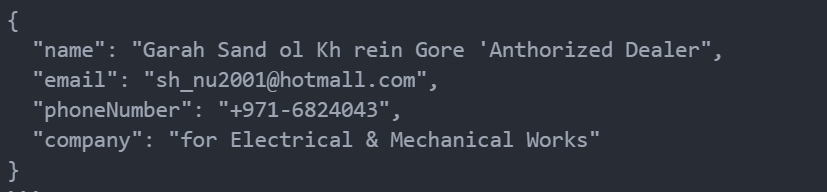 {
"name": "Garah Sand ol Kh rein Gore 'Anthorized Dealer",
"email": "sh_nu2001@hotmall.com",
"phoneNumber": "+971-6824043",
"company": "for Electrical & Mechanical Works"
}